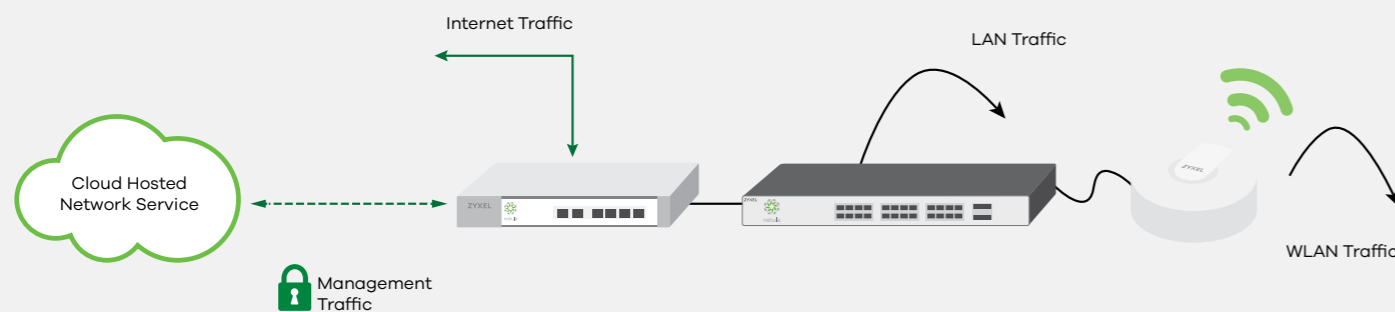 Internet Traffic
LAN Traffic
Cloud Hosted
Network Service
ZYXEL
ZYXEL
ZYXEL
Management
Traffic
WLAN Traffic